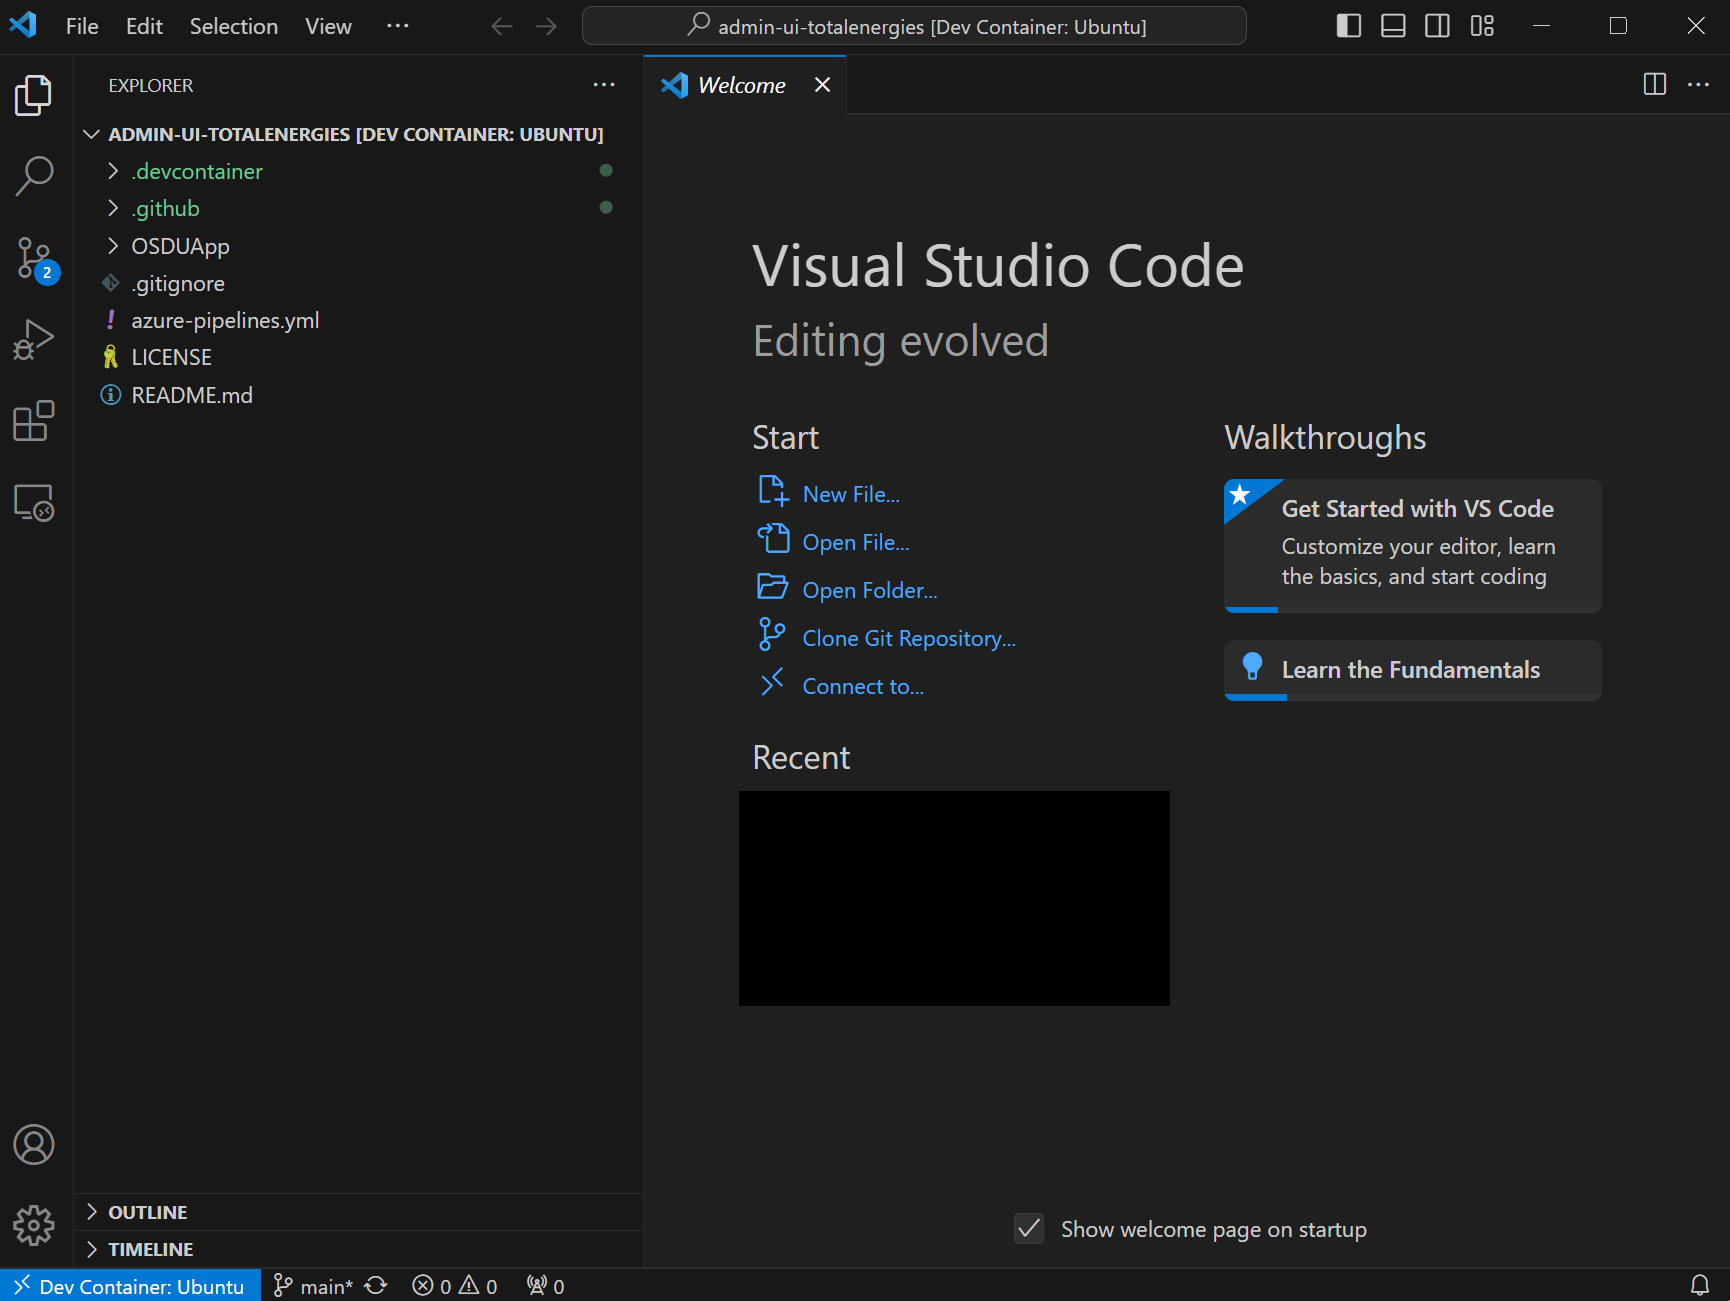 File Edit Selection View ···
admin-ui-totalenergies [Dev Container: Ubuntu]
EXPLORER
Welcome
ADMIN-UI-TOTALENERGIES [DEV CONTAINER: UBUNTU]
.devcontainer
.github
OSDUApp
.gitignore
! azure-pipelines.yml
LICENSE
README.md
2
Visual Studio Code
Editing evolved
Start
New File...
Open File...
Open Folder...
Clone Git Repository...
Connect to...
Recent
Walkthroughs
Get Started with VS Code
Customize your editor, learn
the basics, and start coding
Learn the Fundamentals
Show welcome page on startup
OUTLINE
TIMELINE
Dev Container: Ubuntu main* 0 0 0